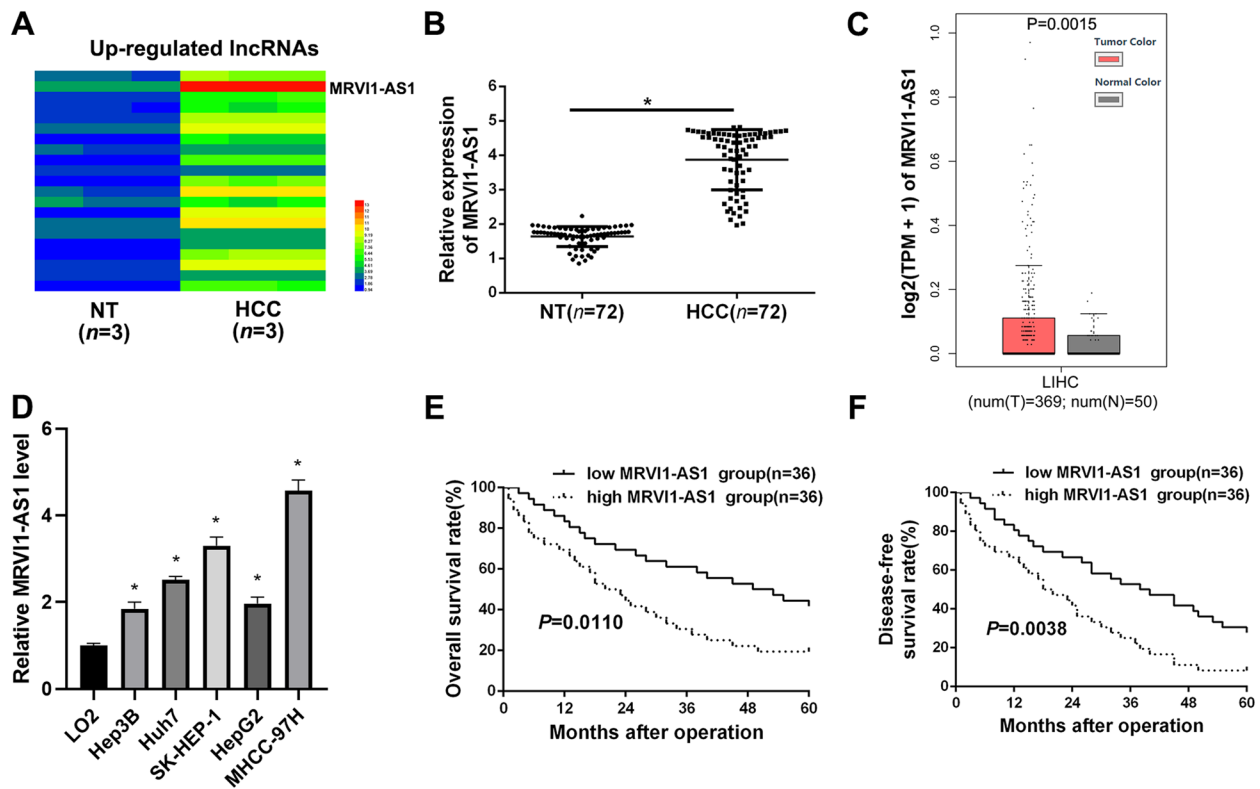 A
Up-regulated lncRNAs
MRVI1-AS1
NT
(n=3)
HCC
(n=3)
B
Relative expression
of MRVI1-AS1
6
5
4
3
2
1
0
*
NT(n=72)
HCC(n=72)
C
log2(TPM + 1) of MRVI1-AS1
1.0
0.8
0.6
0.4
0.2
0.0
P=0.0015
Tumor Color
Normal Color
LIHC
(num(T)=369; num(N)=50)
D
Relative MRVI1-AS1 level
6
4
2
0
*
*
*
*
*
LO2
Hep3B
Huh7
SK-HEP-1
HepG2
MHCC-97H
E
low MRVI1-AS1 group(n=36)
high MRVI1-AS1 group(n=36)
Overall survival rate(%)
100
80
60
40
20
0
P=0.0110
0 12 24 36 48 60
Months after operation
F
low MRVI1-AS1 group(n=36)
high MRVI1-AS1 group(n=36)
Disease-free
survival rate(%)
100
80
60
40
20
0
P=0.0038
0 12 24 36 48 60
Months after operation